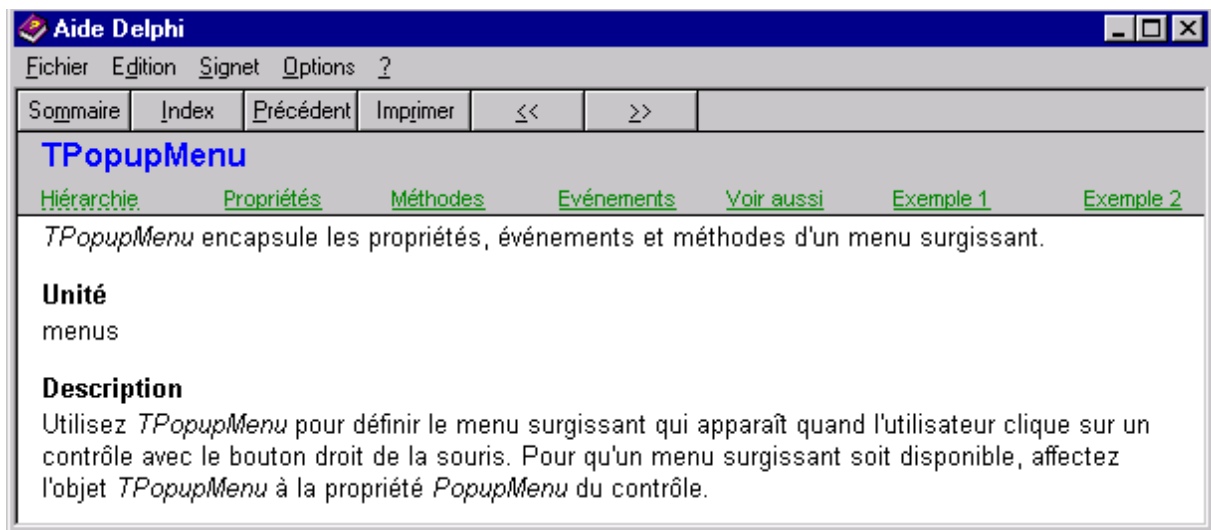 Aide Delphi
Fichier Edition Signet Options ?
Sommaire Index Précédent Imprimer << >>
TPopupMenu
Hiérarchie Propriétés Méthodes Evénements Voir aussi Exemple 1 Exemple 2
TPopupMenu encapsule les propriétés, événements et méthodes d'un menu surgissant.
Unité
menus
Description
Utilisez TPopupMenu pour définir le menu surgissant qui apparaît quand l'utilisateur clique sur un
contrôle avec le bouton droit de la souris. Pour qu'un menu surgissant soit disponible, affectez
l'objet TPopupMenu à la propriété PopupMenu du contrôle.